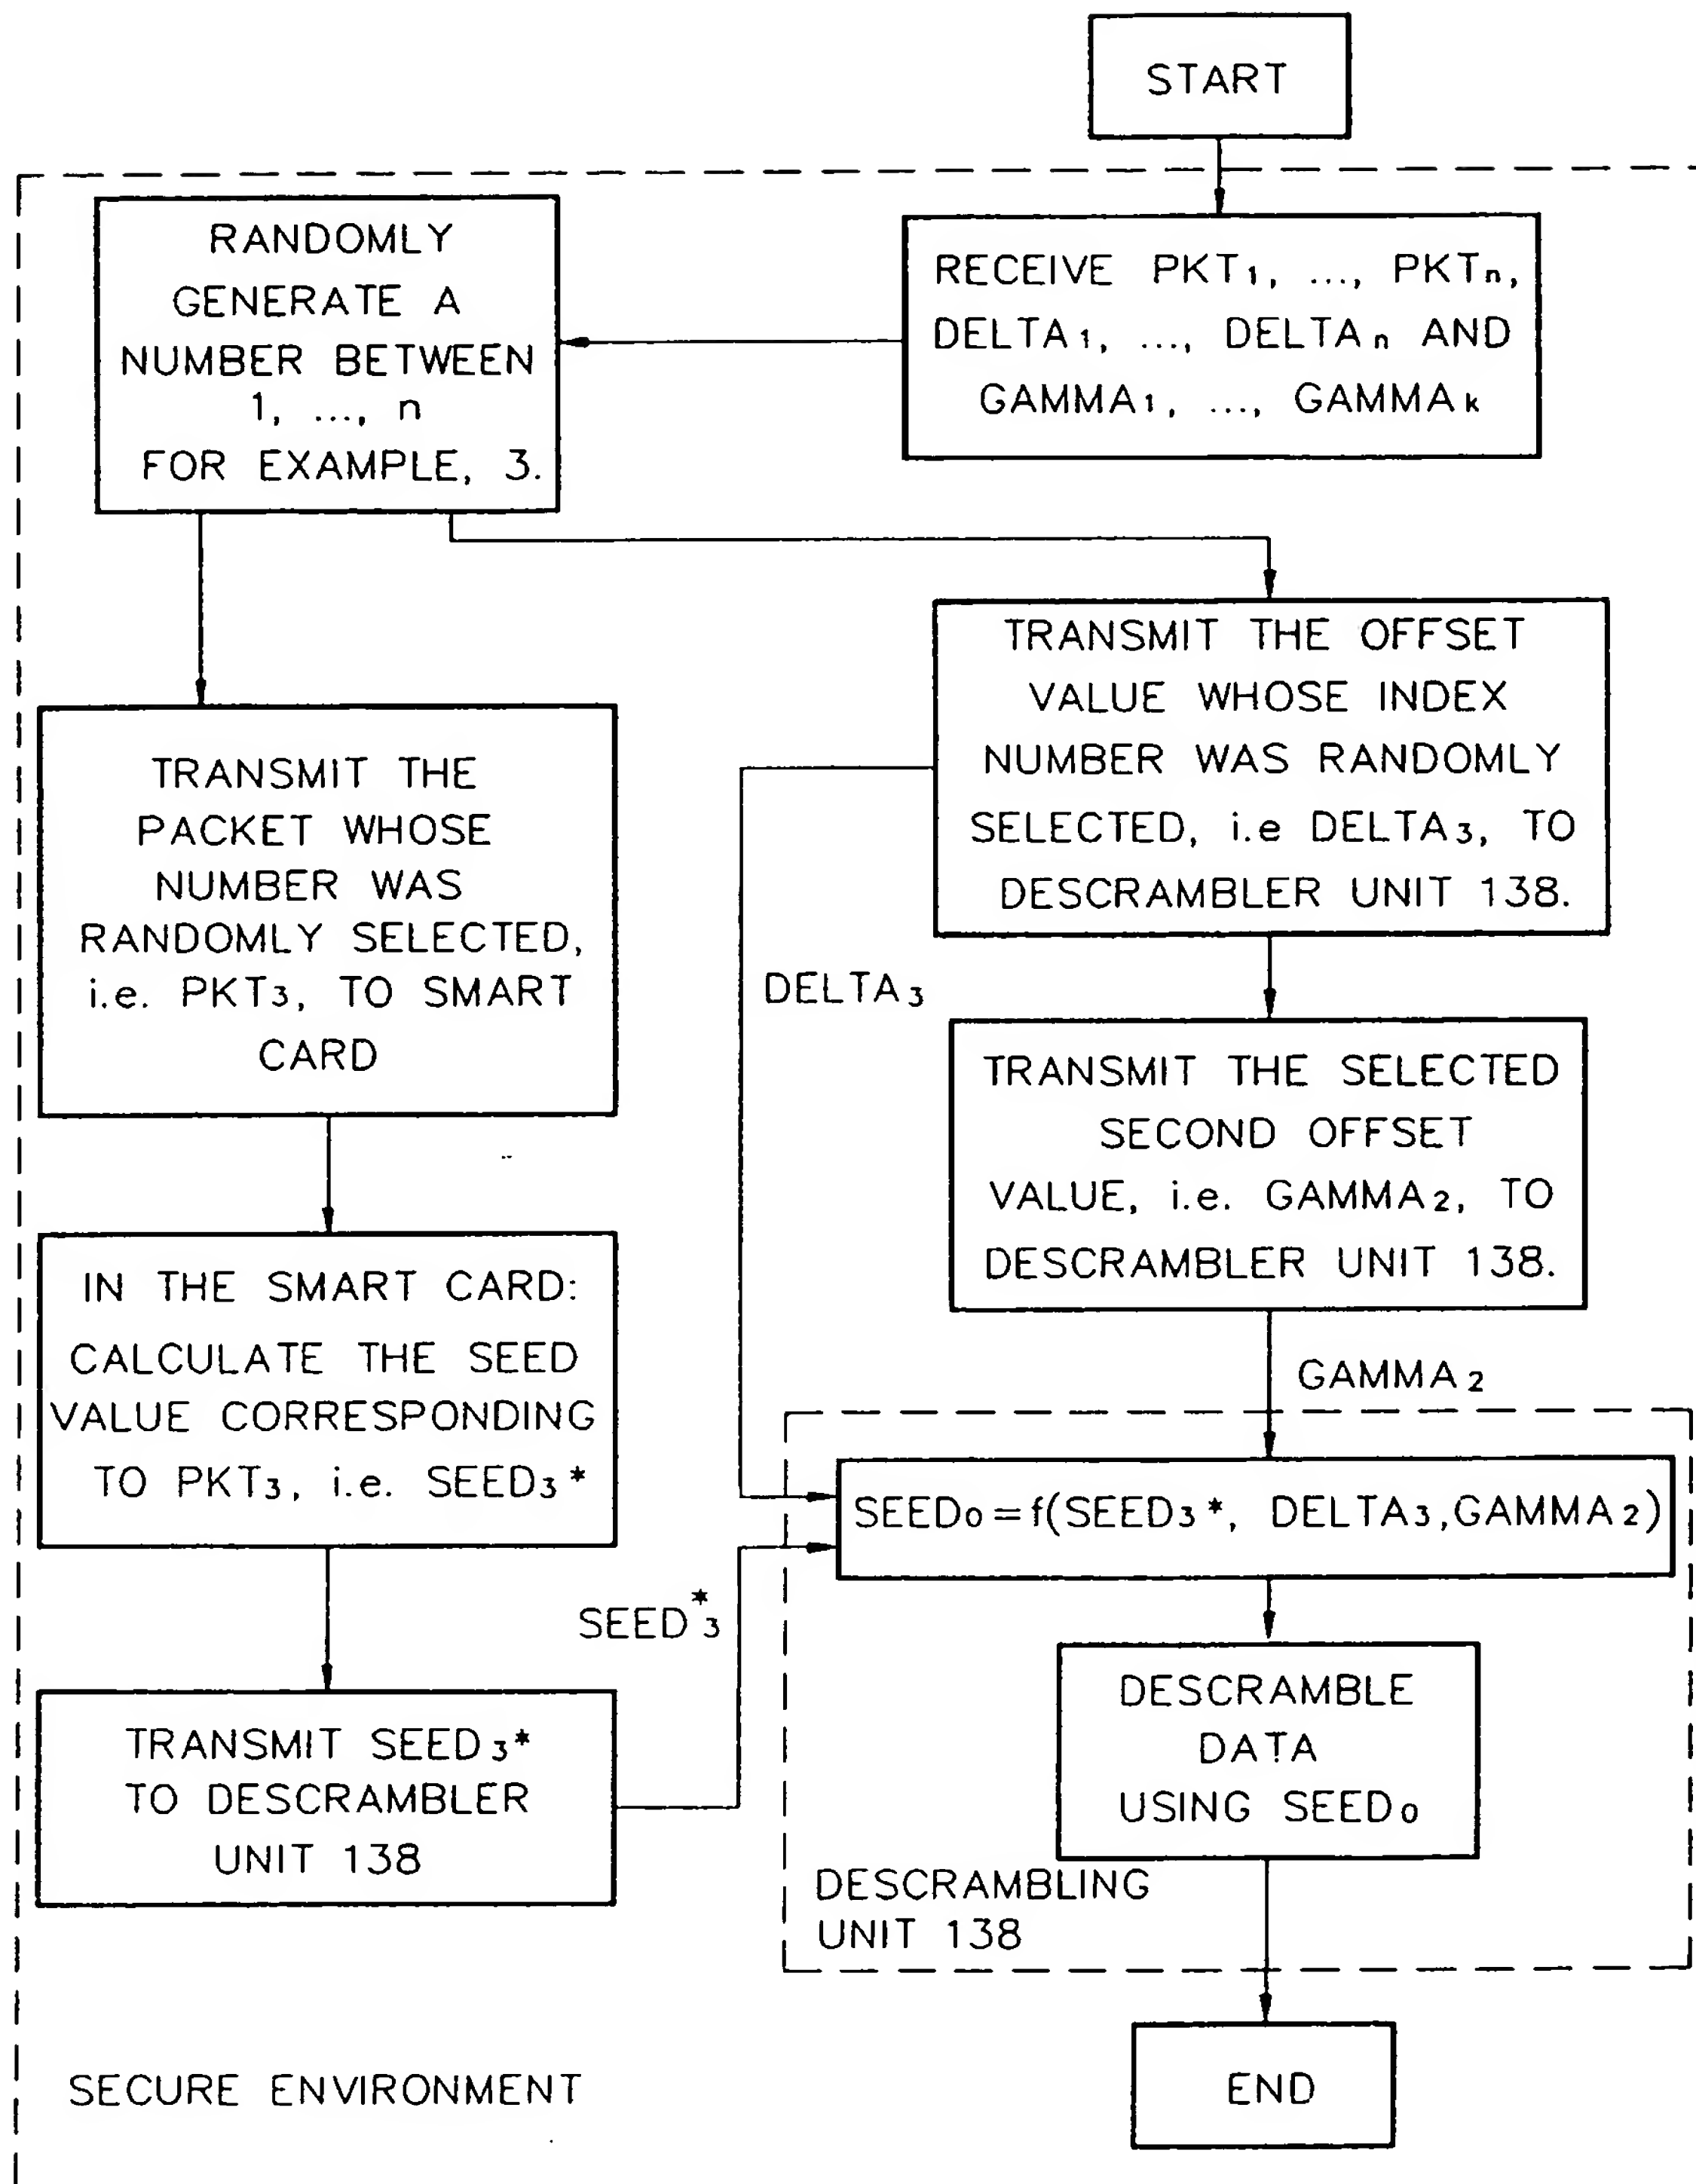 START
RECEIVE PKT₁, ..., PKTₙ,
DELTA₁, ..., DELTAₙ AND
GAMMA₁, ..., GAMMAₖ
RANDOMLY
GENERATE A
NUMBER BETWEEN
1, ..., n
FOR EXAMPLE, 3.
TRANSMIT THE OFFSET
VALUE WHOSE INDEX
NUMBER WAS RANDOMLY
SELECTED, i.e DELTA₃, TO
DESCRAMBLER UNIT 138.
TRANSMIT THE
PACKET WHOSE
NUMBER WAS
RANDOMLY SELECTED,
i.e. PKT₃, TO SMART
CARD
DELTA₃
TRANSMIT THE SELECTED
SECOND OFFSET
VALUE, i.e. GAMMA₂, TO
DESCRAMBLER UNIT 138.
GAMMA₂
IN THE SMART CARD:
CALCULATE THE SEED
VALUE CORRESPONDING
TO PKT₃, i.e. SEED₃*
SEED₀=f(SEED₃*, DELTA₃,GAMMA₂)
SEED*₃
TRANSMIT SEED₃*
TO DESCRAMBLER
UNIT 138
DESCRAMBLE
DATA
USING SEED₀
DESCRAMBLING
UNIT 138
END
SECURE ENVIRONMENT